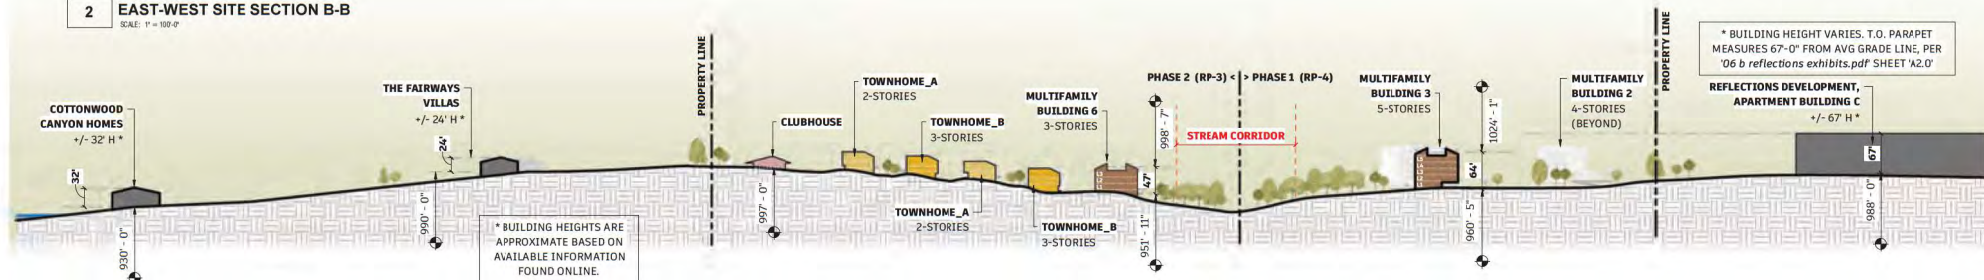 2
EAST-WEST SITE SECTION B-B
SCALE: 1" = 100'-0"
COTTONWOOD
CANYON HOMES
+/- 32' H *
32'
930' - 0"
THE FAIRWAYS
VILLAS
+/- 24' H *
24'
990' - 0"
* BUILDING HEIGHTS ARE
APPROXIMATE BASED ON
AVAILABLE INFORMATION
FOUND ONLINE.
PROPERTY LINE
CLUBHOUSE
997' - 0"
TOWNHOME_A
2-STORIES
TOWNHOME_B
3-STORIES
TOWNHOME_A
2-STORIES
TOWNHOME_B
3-STORIES
MULTIFAMILY
BUILDING 6
3-STORIES
998' - 7"
47'
951' - 11"
PHASE 2 (RP-3) < > PHASE 1 (RP-4)
STREAM CORRIDOR
MULTIFAMILY
BUILDING 3
5-STORIES
1024' - 1"
64'
960' - 5"
MULTIFAMILY
BUILDING 2
4-STORIES
(BEYOND)
PROPERTY LINE
* BUILDING HEIGHT VARIES. T.O. PARAPET
MEASURES 67'-0" FROM AVG GRADE LINE, PER
'06 b reflections exhibits.pdf' SHEET 'A2.0'
REFLECTIONS DEVELOPMENT,
APARTMENT BUILDING C
+/- 67' H *
67'
988' - 0"